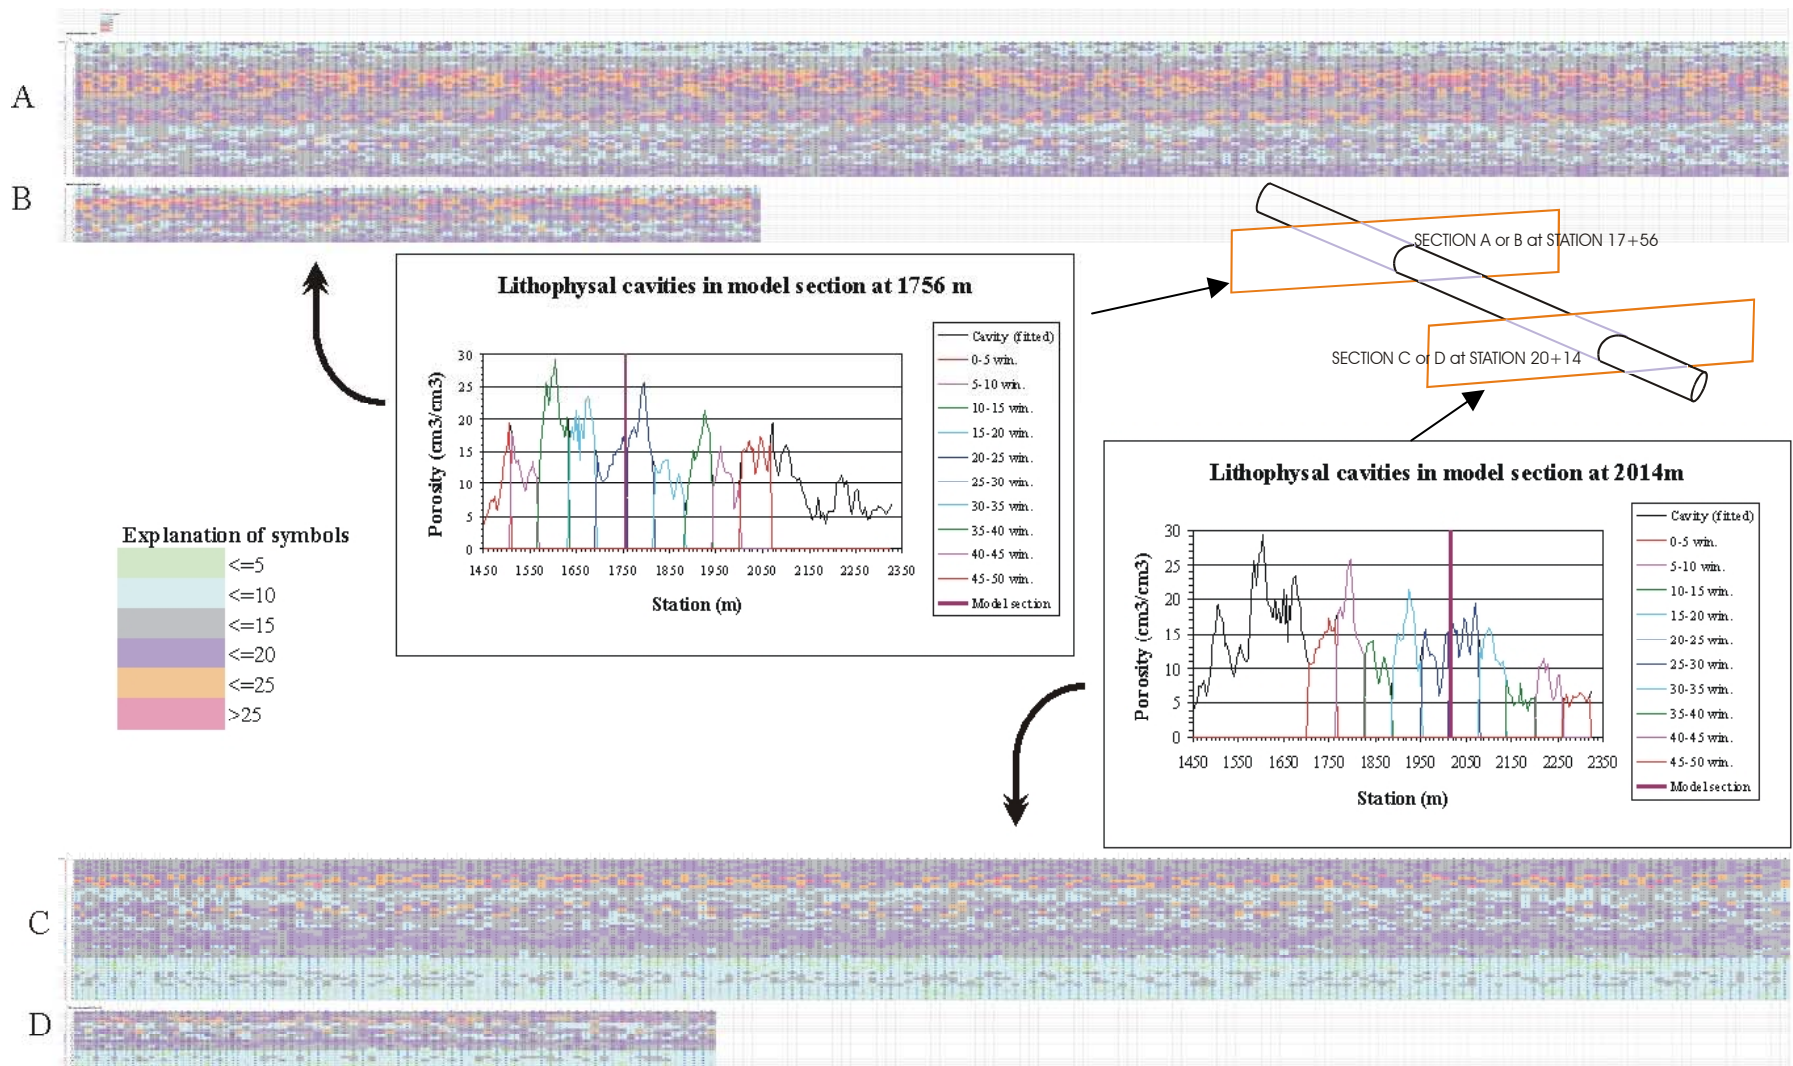 A
B
SECTION A or B at STATION 17+56
SECTION C or D at STATION 20+14
Lithophysal cavities in model section at 1756 m
Porosity (cm3/cm3)
30
25
20
15
10
5
0
1450 1550 1650 1750 1850 1950 2050 2150 2250 2350
Station (m)
Cavity (fitted)
0-5 win.
5-10 win.
10-15 win.
15-20 win.
20-25 win.
25-30 win.
30-35 win.
35-40 win.
40-45 win.
45-50 win.
Model section
Lithophysal cavities in model section at 2014m
Porosity (cm3/cm3)
30
25
20
15
10
5
0
1450 1550 1650 1750 1850 1950 2050 2150 2250 2350
Station (m)
Cavity (fitted)
0-5 win.
5-10 win.
10-15 win.
15-20 win.
20-25 win.
25-30 win.
30-35 win.
35-40 win.
40-45 win.
45-50 win.
Model section
Explanation of symbols
<=5
<=10
<=15
<=20
<=25
>25
C
D